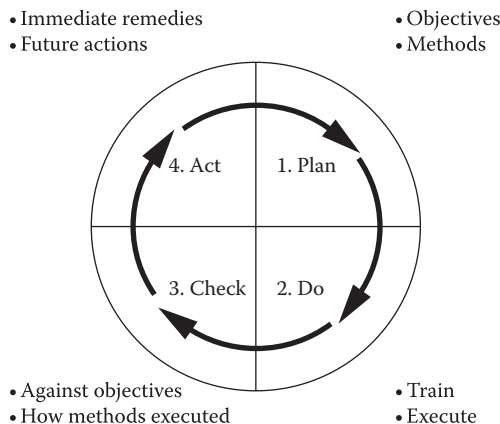 • Immediate remedies
• Future actions
• Objectives
• Methods
4. Act
1. Plan
3. Check
2. Do
• Against objectives
• How methods executed
• Train
• Execute